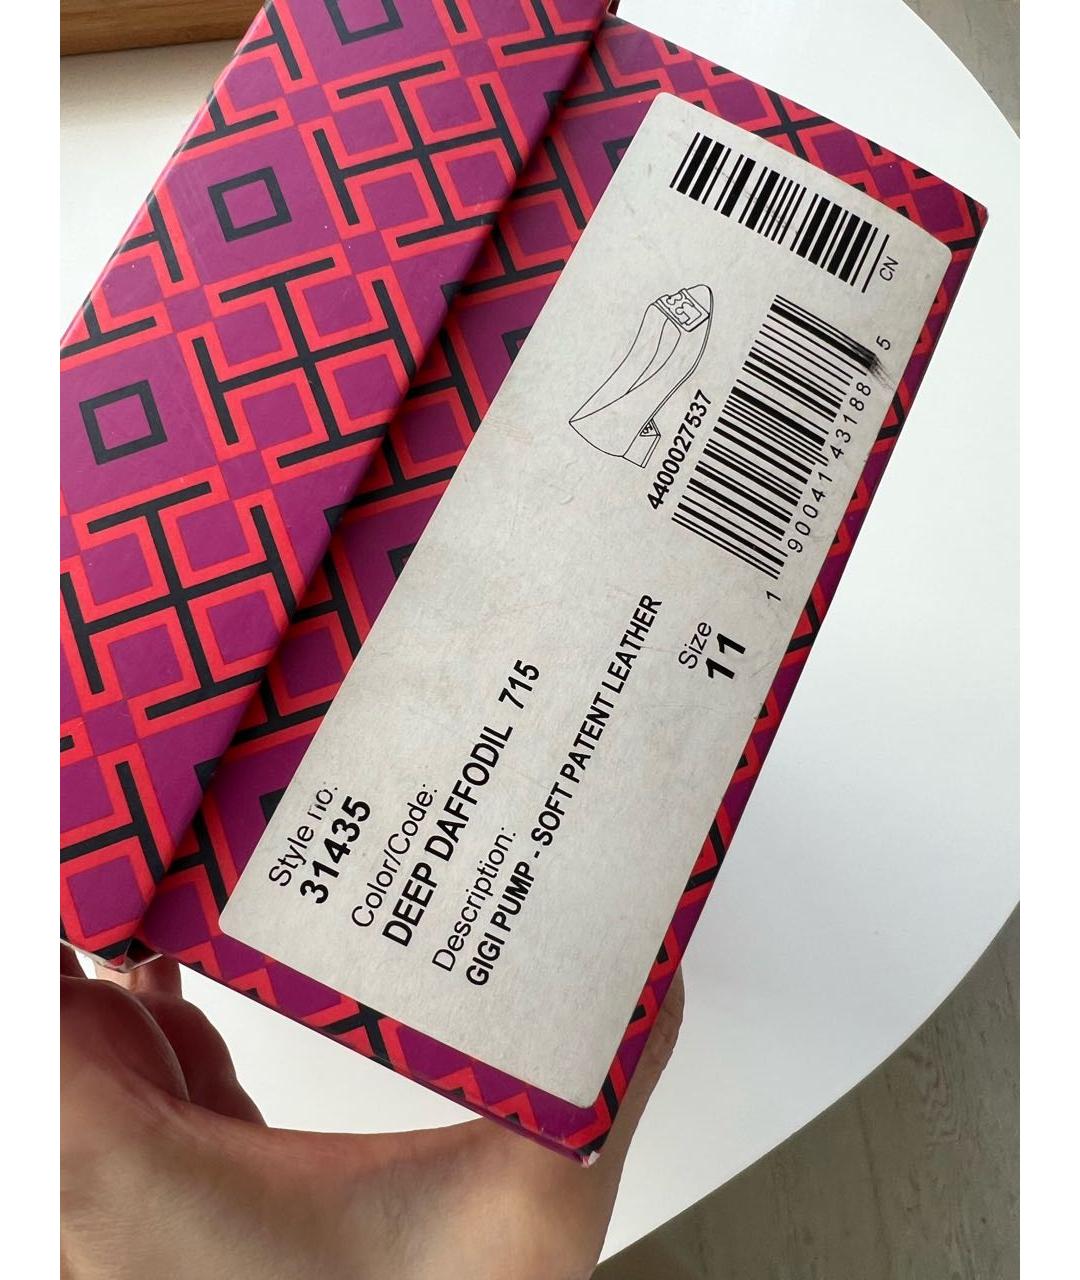 Style no:
31435
Color/Code:
DEEP DAFFODIL 715
Description:
GIGI PUMP - SOFT PATENT LEATHER
Size
11
4400027537
1 90041 43188 5
CN